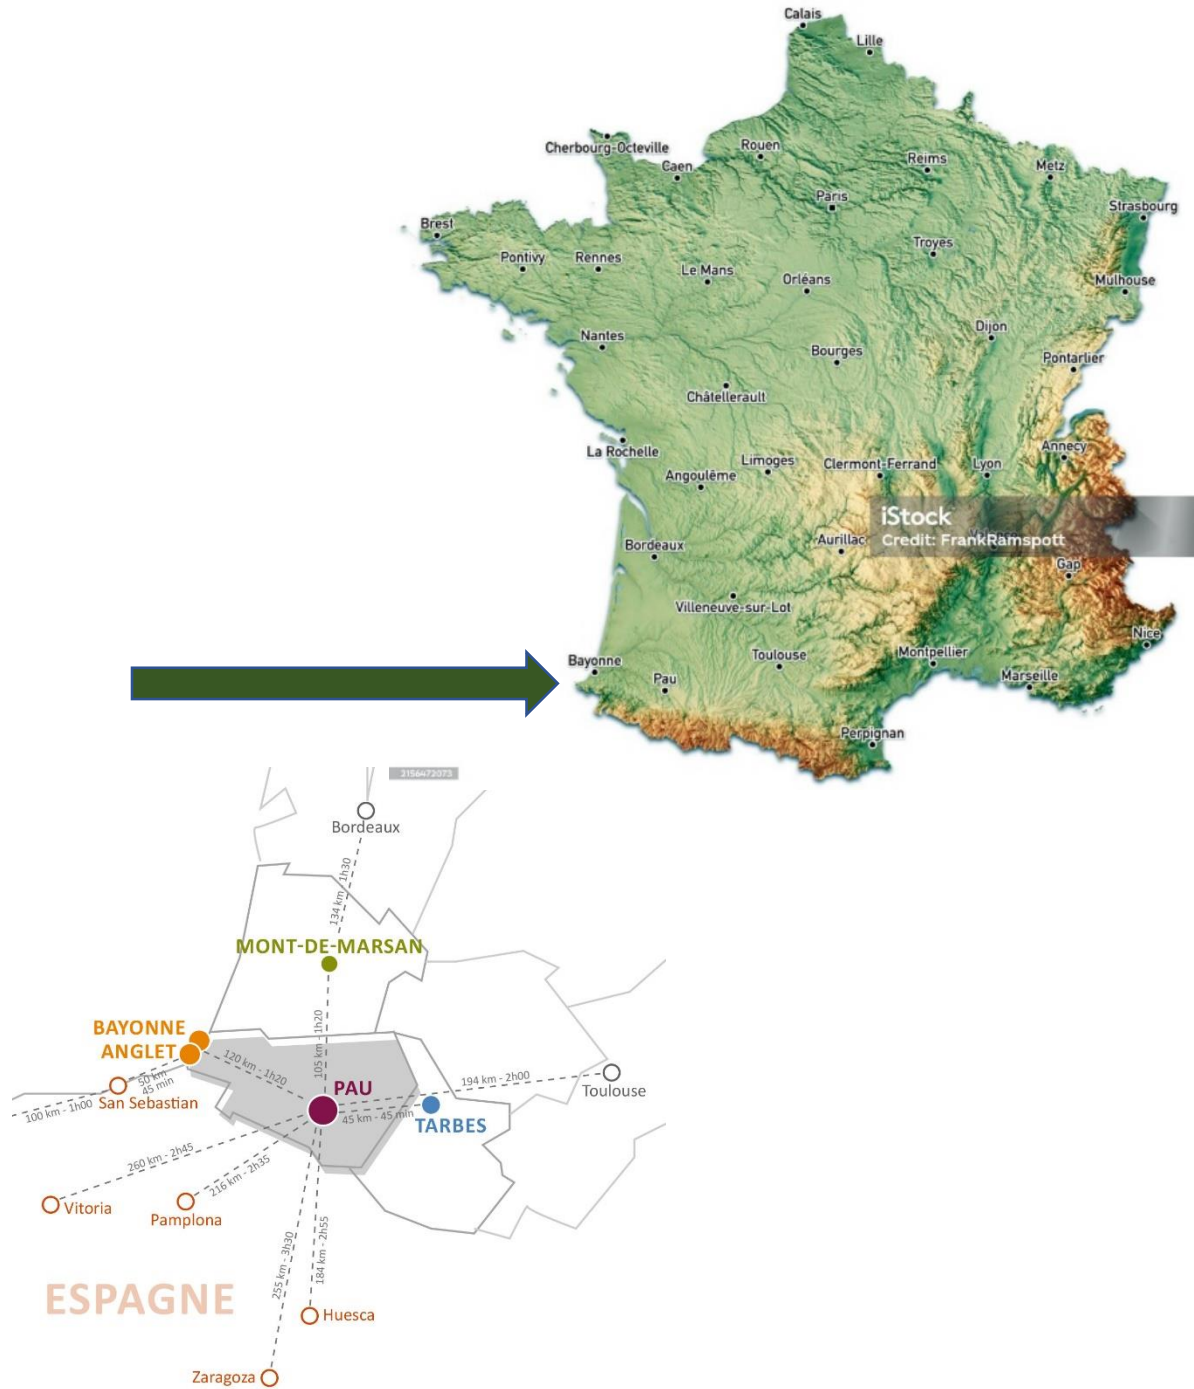 Calais
Lille
Cherbourg-Octeville
Rouen
Caen
Reims
Metz
Paris
Strasbourg
Brest
Pontivy
Rennes
Troyes
Le Mans
Orléans
Mulhouse
Nantes
Dijon
Bourges
Pontarlier
Châtellerault
La Rochelle
Annecy
Limoges
Clermont-Ferrand
Lyon
Angoulême
iStock
Credit: FrankRamspott
Bordeaux
Aurillac
Gap
Villeneuve-sur-Lot
Nice
Bayonne
Toulouse
Montpellier
Pau
Marseille
Perpignan
2156472073
Bordeaux
134 km - 1h30
MONT-DE-MARSAN
BAYONNE
ANGLET
120 km - 1h20
105 km - 1h20
50 km
45 min
San Sebastian
100 km - 1h00
PAU
194 km - 2h00
Toulouse
45 km - 45 min
TARBES
260 km - 2h45
216 km - 2h35
Vitoria
Pamplona
255 km - 3h30
184 km - 2h55
ESPAGNE
Huesca
Zaragoza